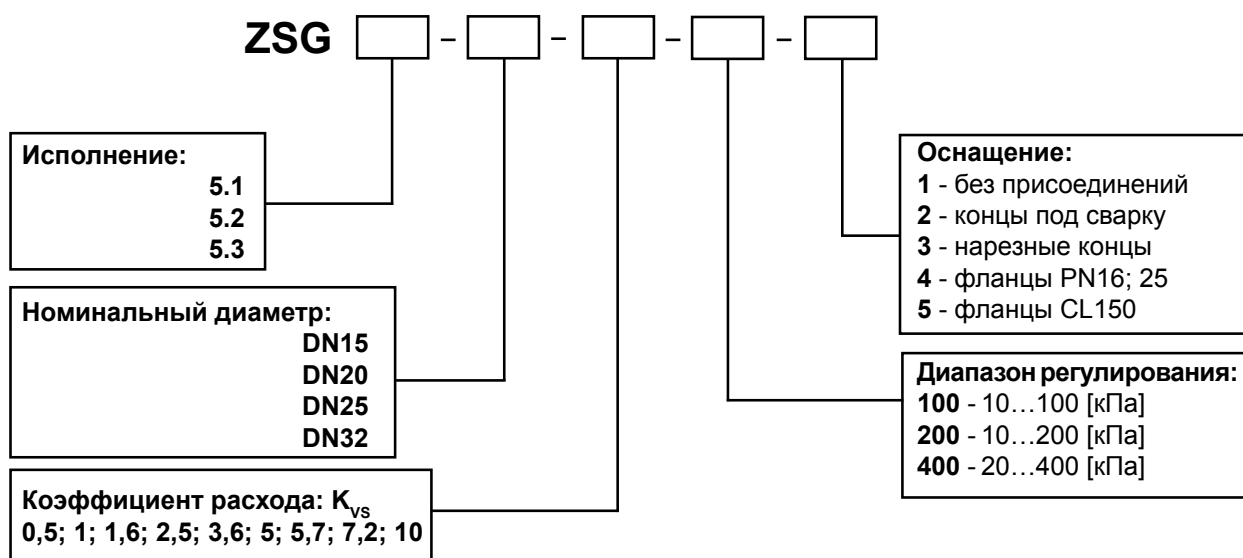 ZSG – – – –
Исполнение:
5.1
5.2
5.3
Номинальный диаметр:
DN15
DN20
DN25
DN32
Коэффициент расхода: KVS
0,5; 1; 1,6; 2,5; 3,6; 5; 5,7; 7,2; 10
Оснащение:
1 - без присоединений
2 - концы под сварку
3 - нарезные концы
4 - фланцы PN16; 25
5 - фланцы CL150
Диапазон регулирования:
100 - 10…100 [кПа]
200 - 10…200 [кПа]
400 - 20…400 [кПа]